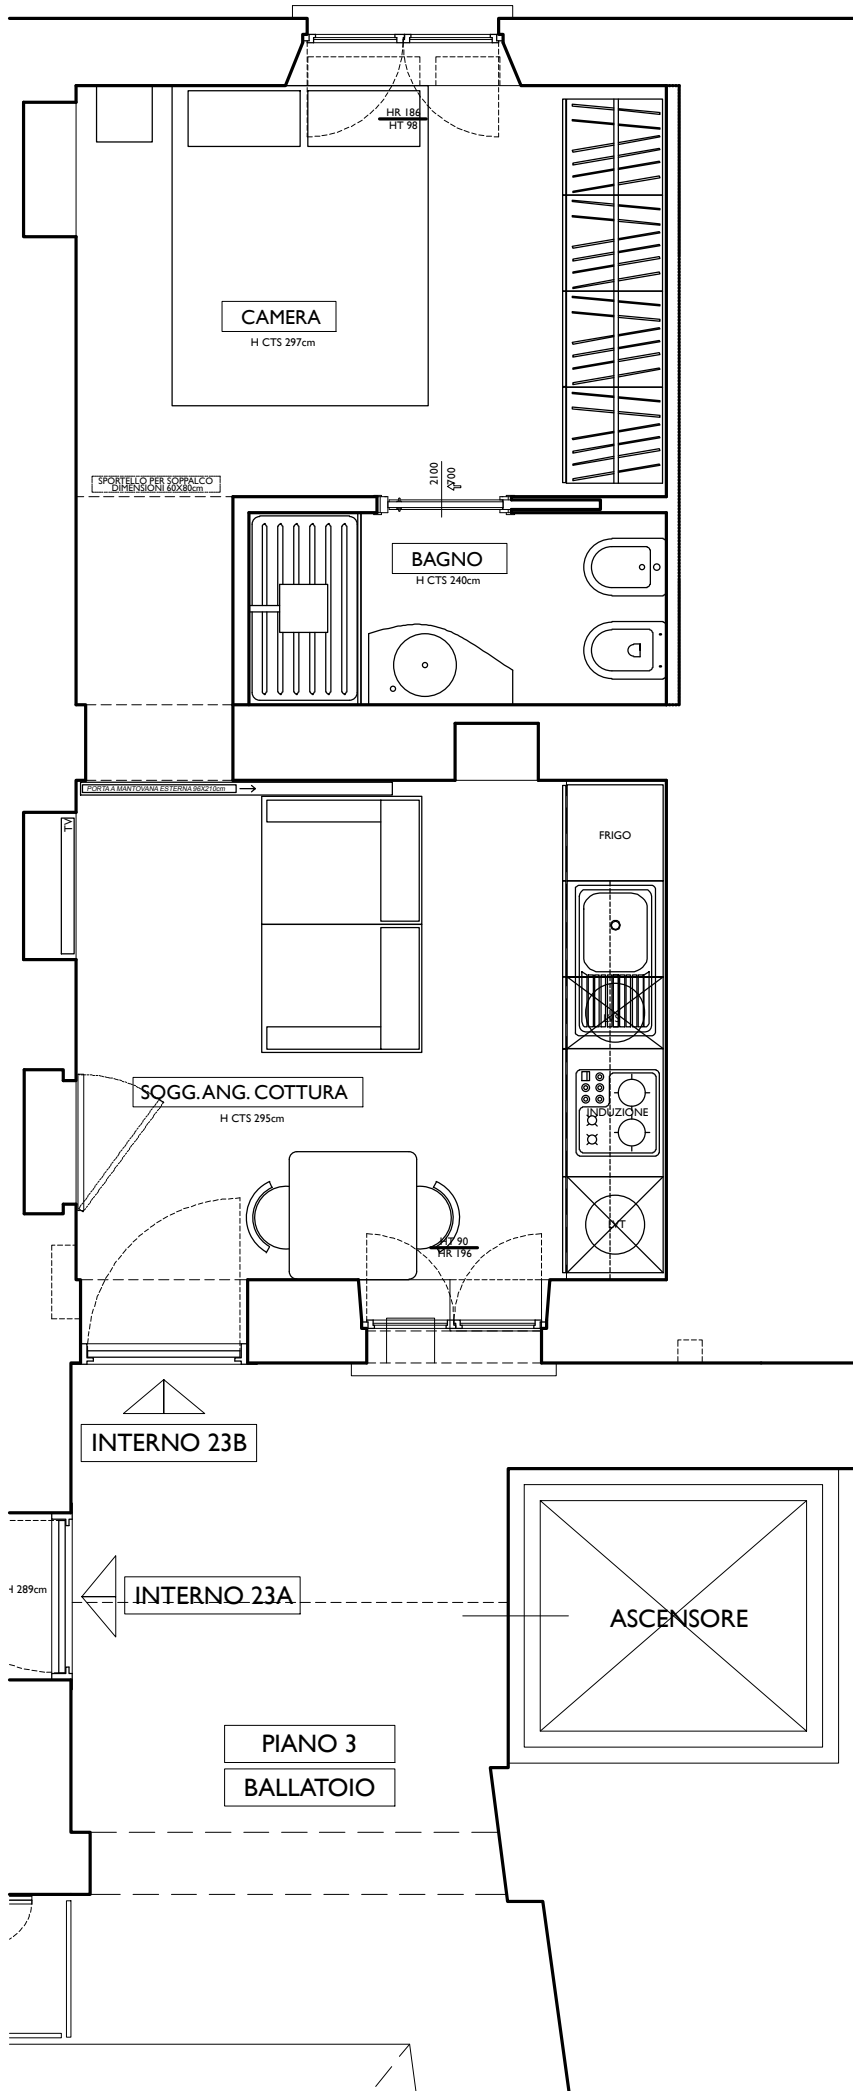 HR 186
HT 98
CAMERA
H CTS 297cm
SPORTELLO PER SOPPALCO
DIMENSIONI 60X80cm
2100
700
BAGNO
H CTS 240cm
PORTA A MANTOVANA ESTERNA 96X210cm
TV
FRIGO
SOGG. ANG. COTTURA
H CTS 295cm
INDUZIONE
HT 90
HR 196
INTERNO 23B
H 289cm
INTERNO 23A
ASCENSORE
PIANO 3
BALLATOIO